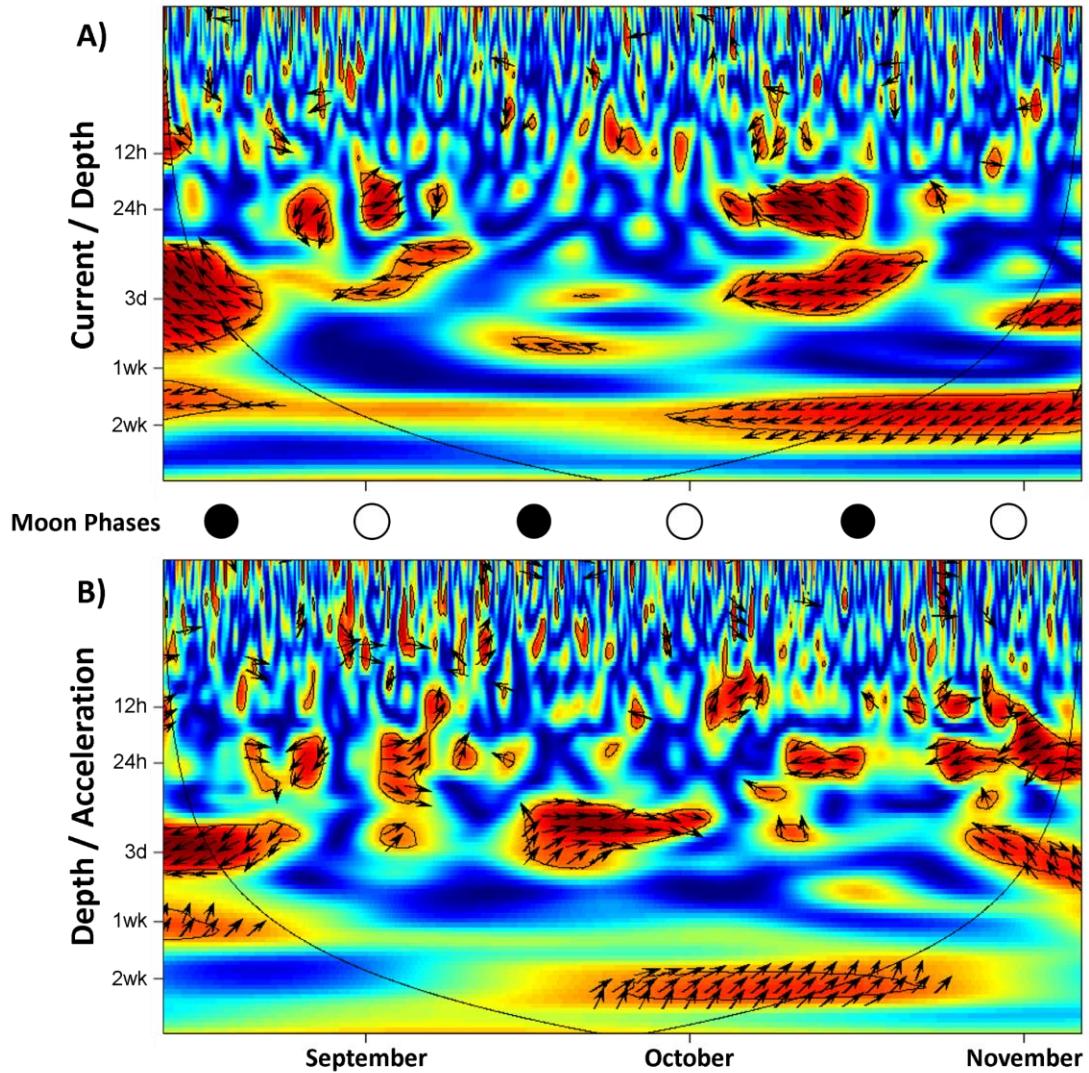 A)
Current / Depth
12h
24h
3d
1wk
2wk
Moon Phases
B)
Depth / Acceleration
12h
24h
3d
1wk
2wk
September October November